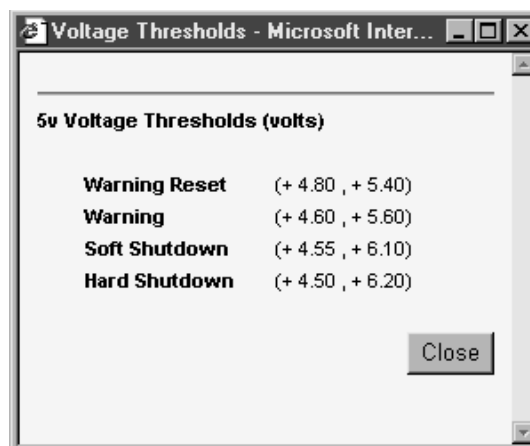 Voltage Thresholds - Microsoft Inter...
5v Voltage Thresholds (volts)
Warning Reset (+ 4.80 , + 5.40)
Warning (+ 4.60 , + 5.60)
Soft Shutdown (+ 4.55 , + 6.10)
Hard Shutdown (+ 4.50 , + 6.20)
Close